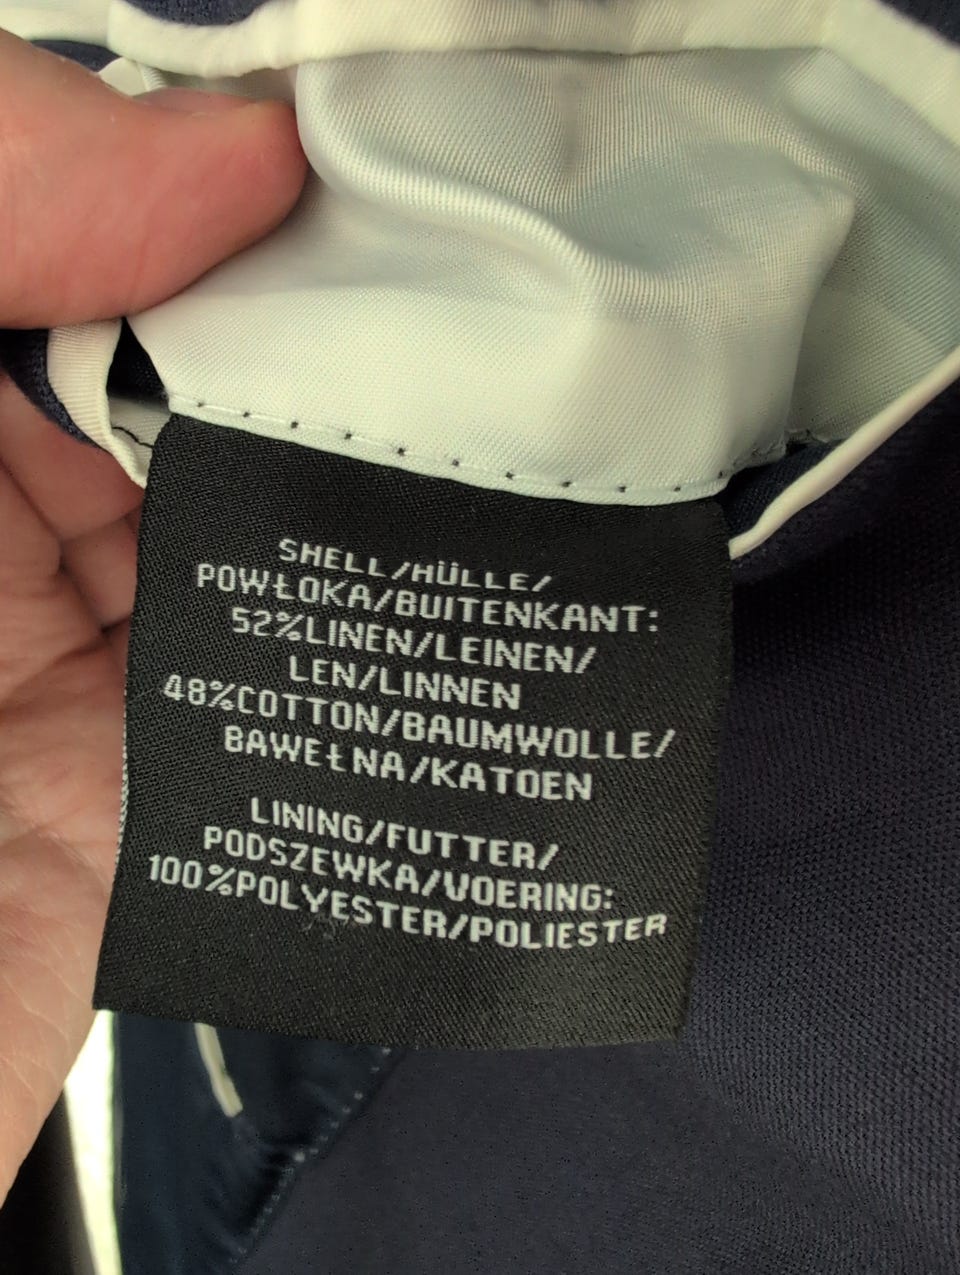 SHELL/HÜLLE/
POWŁOKA/BUITENKANT:
52%LINEN/LEINEN/
LEN/LINNEN
48%COTTON/BAUMWOLLE/
BAWEŁNA/KATOEN
LINING/FUTTER/
PODSZEWKA/VOERING:
100%POLYESTER/POLIESTER